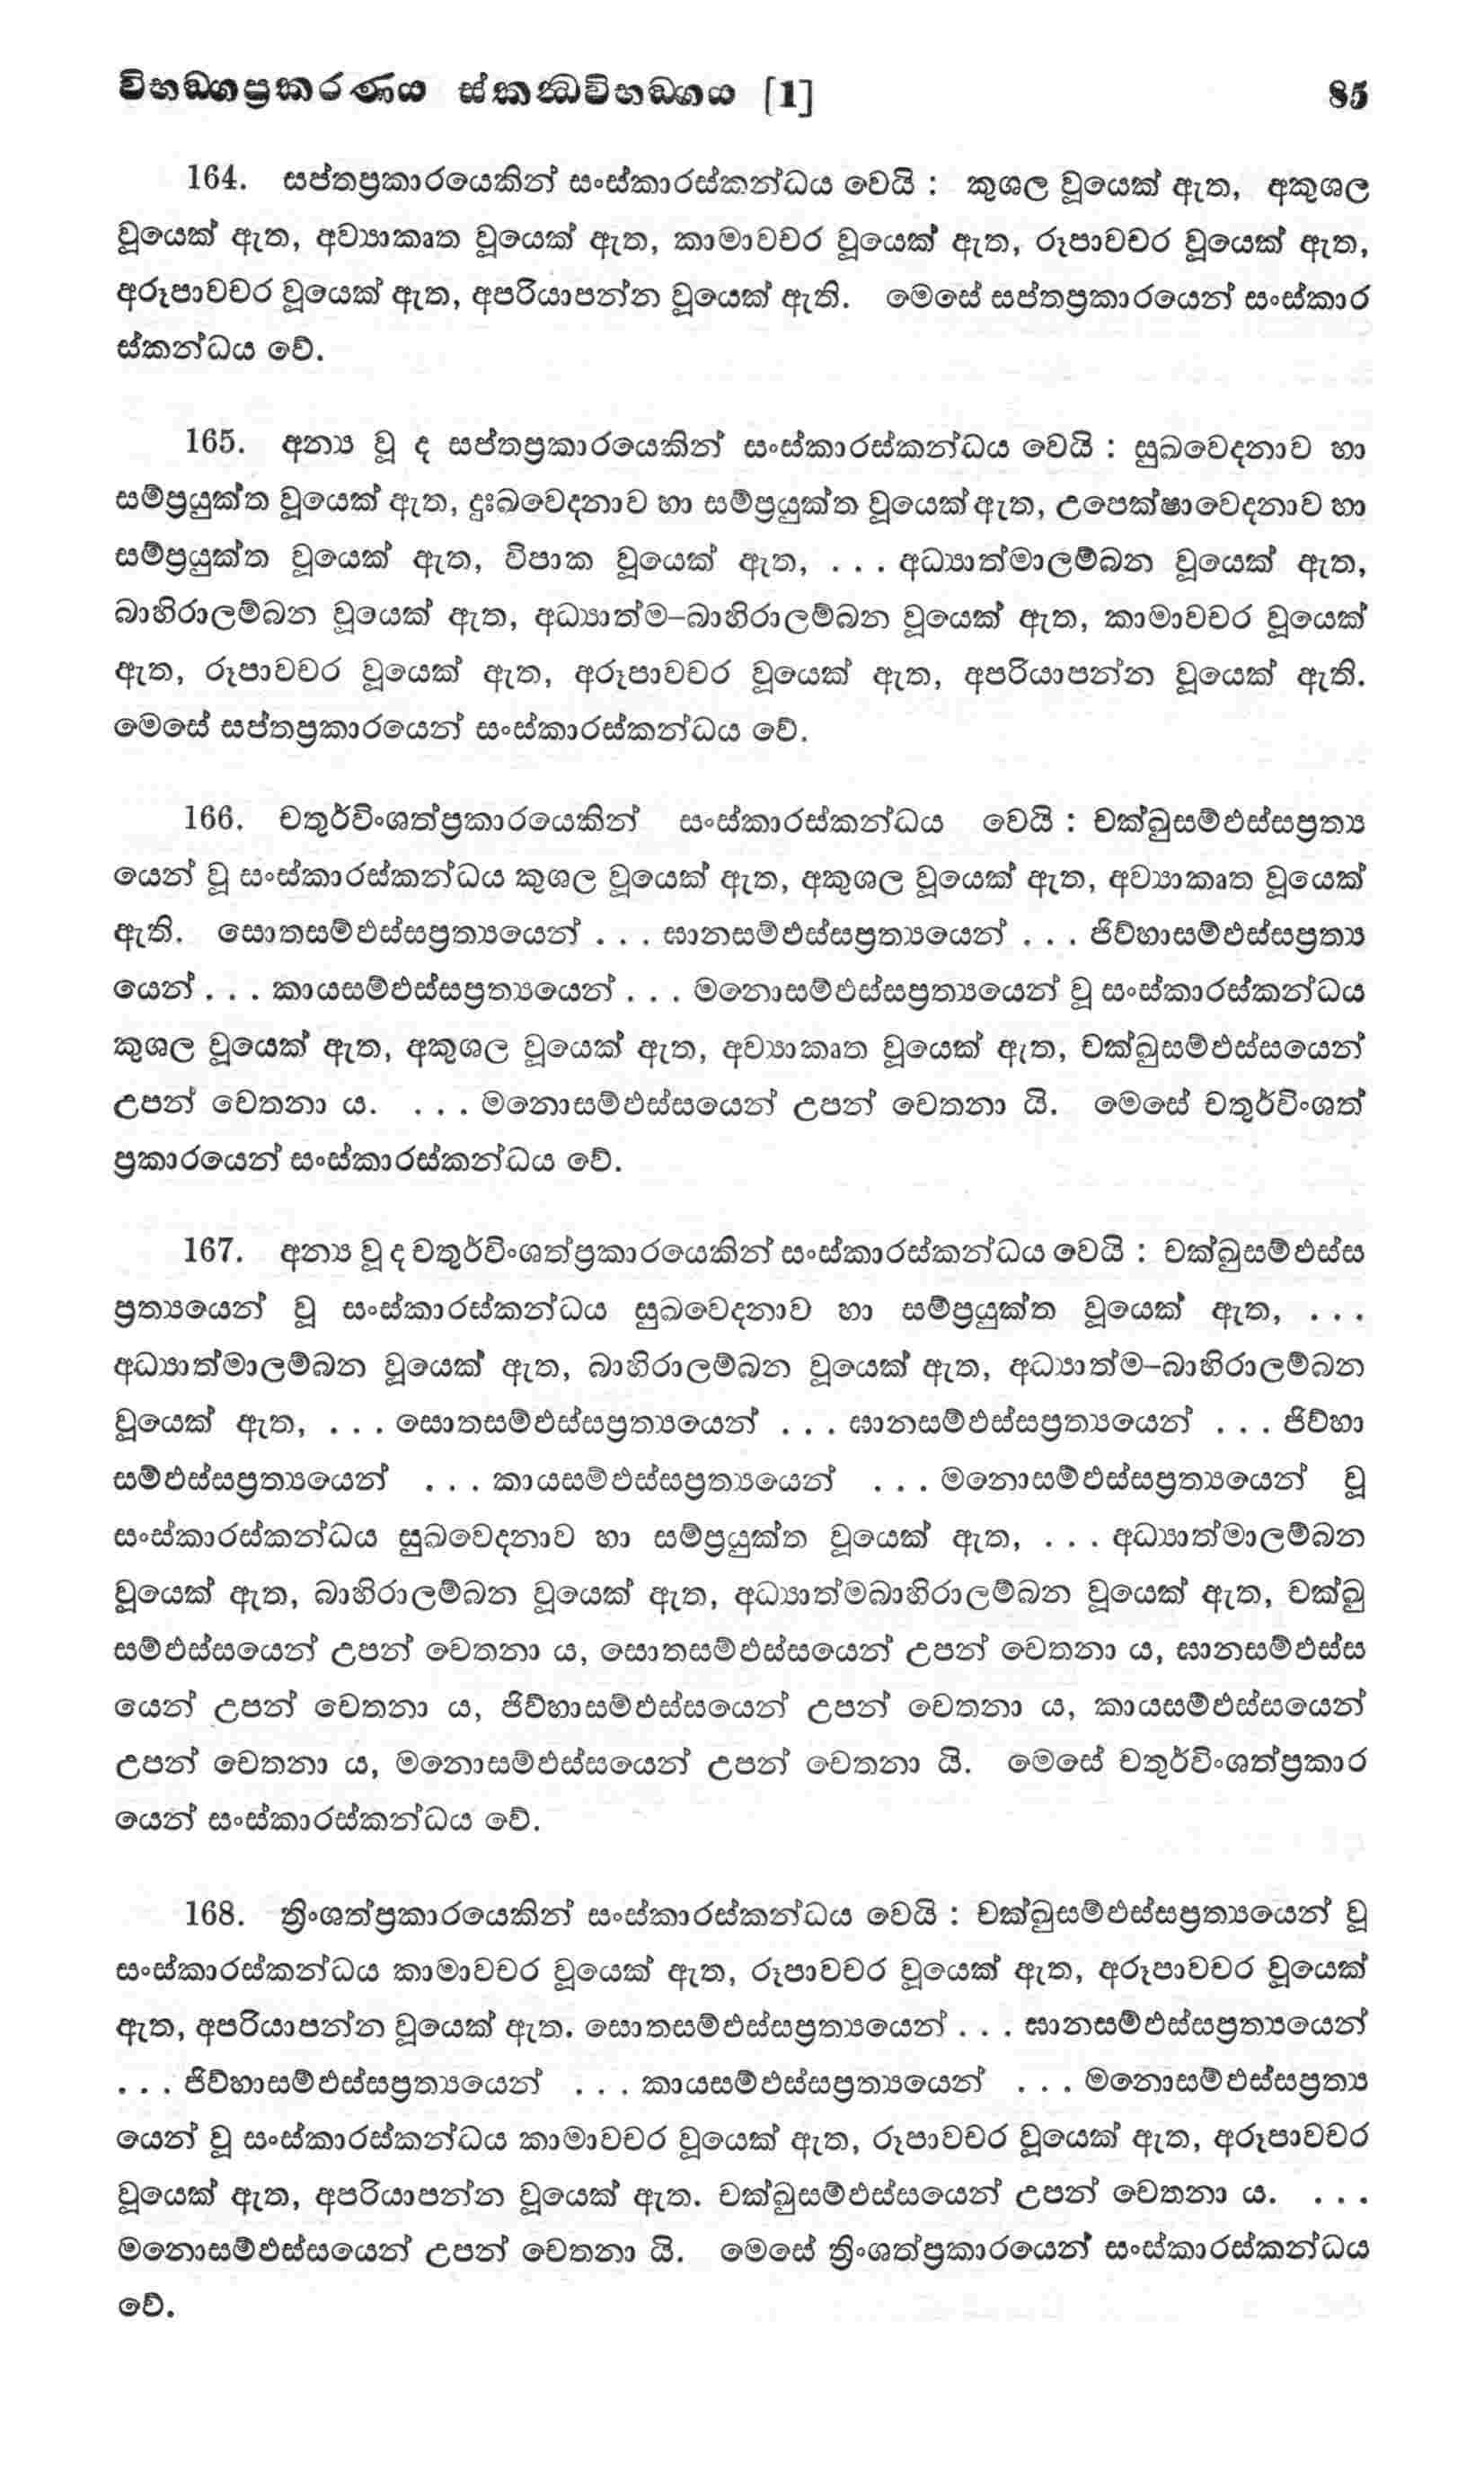 විභඞ්ගප්‍රකරණය ස්කන්‍ධවිභඞ්ගය [1] 85
164. සප්තප්‍රකාරයෙකින් සංස්කාරස්කන්ධය වෙයි : කුශල වූයෙක් ඇත, අකුශල
වූයෙක් ඇත, අව්‍යාකෘත වූයෙක් ඇත, කාමාවචර වූයෙක් ඇත, රූපාවචර වූයෙක් ඇත,
අරූපාවචර වූයෙක් ඇත, අපරියාපන්න වූයෙක් ඇති. මෙසේ සප්තප්‍රකාරයෙන් සංස්කාර
ස්කන්ධය වේ.
165. අන්‍ය වූ ද සප්තප්‍රකාරයෙකින් සංස්කාරස්කන්ධය වෙයි : සුඛවේදනාව හා
සම්ප්‍රයුක්ත වූයෙක් ඇත, දුඃඛවේදනාව හා සම්ප්‍රයුක්ත වූයෙක් ඇත, උපෙක්ෂාවෙදනාව හා
සම්ප්‍රයුක්ත වූයෙක් ඇත, විපාක වූයෙක් ඇත, . . . අධ්‍යාත්මාලම්බන වූයෙක් ඇත,
බාහිරාලම්බන වූයෙක් ඇත, අධ්‍යාත්ම–බාහිරාලම්බන වූයෙක් ඇත, කාමාවචර වූයෙක්
ඇත, රූපාවචර වූයෙක් ඇත, අරූපාවචර වූයෙක් ඇත, අපරියාපන්න වූයෙක් ඇති.
මෙසේ සප්තප්‍රකාරයෙන් සංස්කාරස්කන්ධය වේ.
166. චතුර්විංශත්ප්‍රකාරයෙකින් සංස්කාරස්කන්ධය වෙයි : චක්ඛුසම්ඵස්සප්‍රත්‍ය
යෙන් වූ සංස්කාරස්කන්ධය කුශල වූයෙක් ඇත, අකුශල වූයෙක් ඇත, අව්‍යාකෘත වූයෙක්
ඇති. සොතසම්ඵස්සප්‍රත්‍යයෙන් . . . ඝානසම්ඵස්සප්‍රත්‍යයෙන් . . . ජිව්හාසම්ඵස්සප්‍රත්‍ය
යෙන් . . . කායසම්ඵස්සප්‍රත්‍යයෙන් . . . මනොසම්ඵස්සප්‍රත්‍යයෙන් වූ සංස්කාරස්කන්ධය
කුශල වූයෙක් ඇත, අකුශල වූයෙක් ඇත, අව්‍යාකෘත වූයෙක් ඇත, චක්ඛුසම්ඵස්සයෙන්
උපන් චෙතනා ය. . . . මනොසම්ඵස්සයෙන් උපන් චෙතනා යි. මෙසේ චතුර්විංශත්
ප්‍රකාරයෙන් සංස්කාරස්කන්ධය වේ.
167. අන්‍ය වූ ද චතුර්විංශත්ප්‍රකාරයෙකින් සංස්කාරස්කන්ධය වෙයි : චක්ඛුසම්ඵස්ස
ප්‍රත්‍යයෙන් වූ සංස්කාරස්කන්ධය සුඛවෙදනාව හා සම්ප්‍රයුක්ත වූයෙක් ඇත, . . .
අධ්‍යාත්මාලම්බන වූයෙක් ඇත, බාහිරාලම්බන වූයෙක් ඇත, අධ්‍යාත්ම–බාහිරාලම්බන
වූයෙක් ඇත, . . . සොතසම්ඵස්සප්‍රත්‍යයෙන් . . . ඝානසම්ඵස්සප්‍රත්‍යයෙන් . . . ජිව්හා
සම්ඵස්සප්‍රත්‍යයෙන් . . . කායසම්ඵස්සප්‍රත්‍යයෙන් . . . මනොසම්ඵස්සප්‍රත්‍යයෙන් වූ
සංස්කාරස්කන්ධය සුඛවෙදනාව හා සම්ප්‍රයුක්ත වූයෙක් ඇත, . . . අධ්‍යාත්මාලම්බන
වූයෙක් ඇත, බාහිරාලම්බන වූයෙක් ඇත, අධ්‍යාත්මබාහිරාලම්බන වූයෙක් ඇත, චක්ඛු
සම්ඵස්සයෙන් උපන් චෙතනා ය, සොතසම්ඵස්සයෙන් උපන් චෙතනා ය, ඝානසම්ඵස්ස
යෙන් උපන් චෙතනා ය, ජිව්හාසම්ඵස්සයෙන් උපන් චෙතනා ය, කායසම්ඵස්සයෙන්
උපන් චෙතනා ය, මනොසම්ඵස්සයෙන් උපන් චෙතනා යි. මෙසේ චතුර්විංශත්ප්‍රකාර
යෙන් සංස්කාරස්කන්ධය වේ.
168. ත්‍රිංශත්ප්‍රකාරයෙකින් සංස්කාරස්කන්ධය වෙයි : චක්ඛුසම්ඵස්සප්‍රත්‍යයෙන් වූ
සංස්කාරස්කන්ධය කාමාවචර වූයෙක් ඇත, රූපාවචර වූයෙක් ඇත, අරූපාවචර වූයෙක්
ඇත, අපරියාපන්න වූයෙක් ඇත. සොතසම්ඵස්සප්‍රත්‍යයෙන් . . . ඝානසම්ඵස්සප්‍රත්‍යයෙන්
. . . ජිව්හාසම්ඵස්සප්‍රත්‍යයෙන් . . . කායසම්ඵස්සප්‍රත්‍යයෙන් . . . මනොසම්ඵස්සප්‍රත්‍ය
යෙන් වූ සංස්කාරස්කන්ධය කාමාවචර වූයෙක් ඇත, රූපාවචර වූයෙක් ඇත, අරූපාවචර
වූයෙක් ඇත, අපරියාපන්න වූයෙක් ඇත. චක්ඛුසම්ඵස්සයෙන් උපන් චෙතනා ය. . . .
මනොසම්ඵස්සයෙන් උපන් චෙතනා යි. මෙසේ ත්‍රිංශත්ප්‍රකාරයෙන් සංස්කාරස්කන්ධය
වේ.